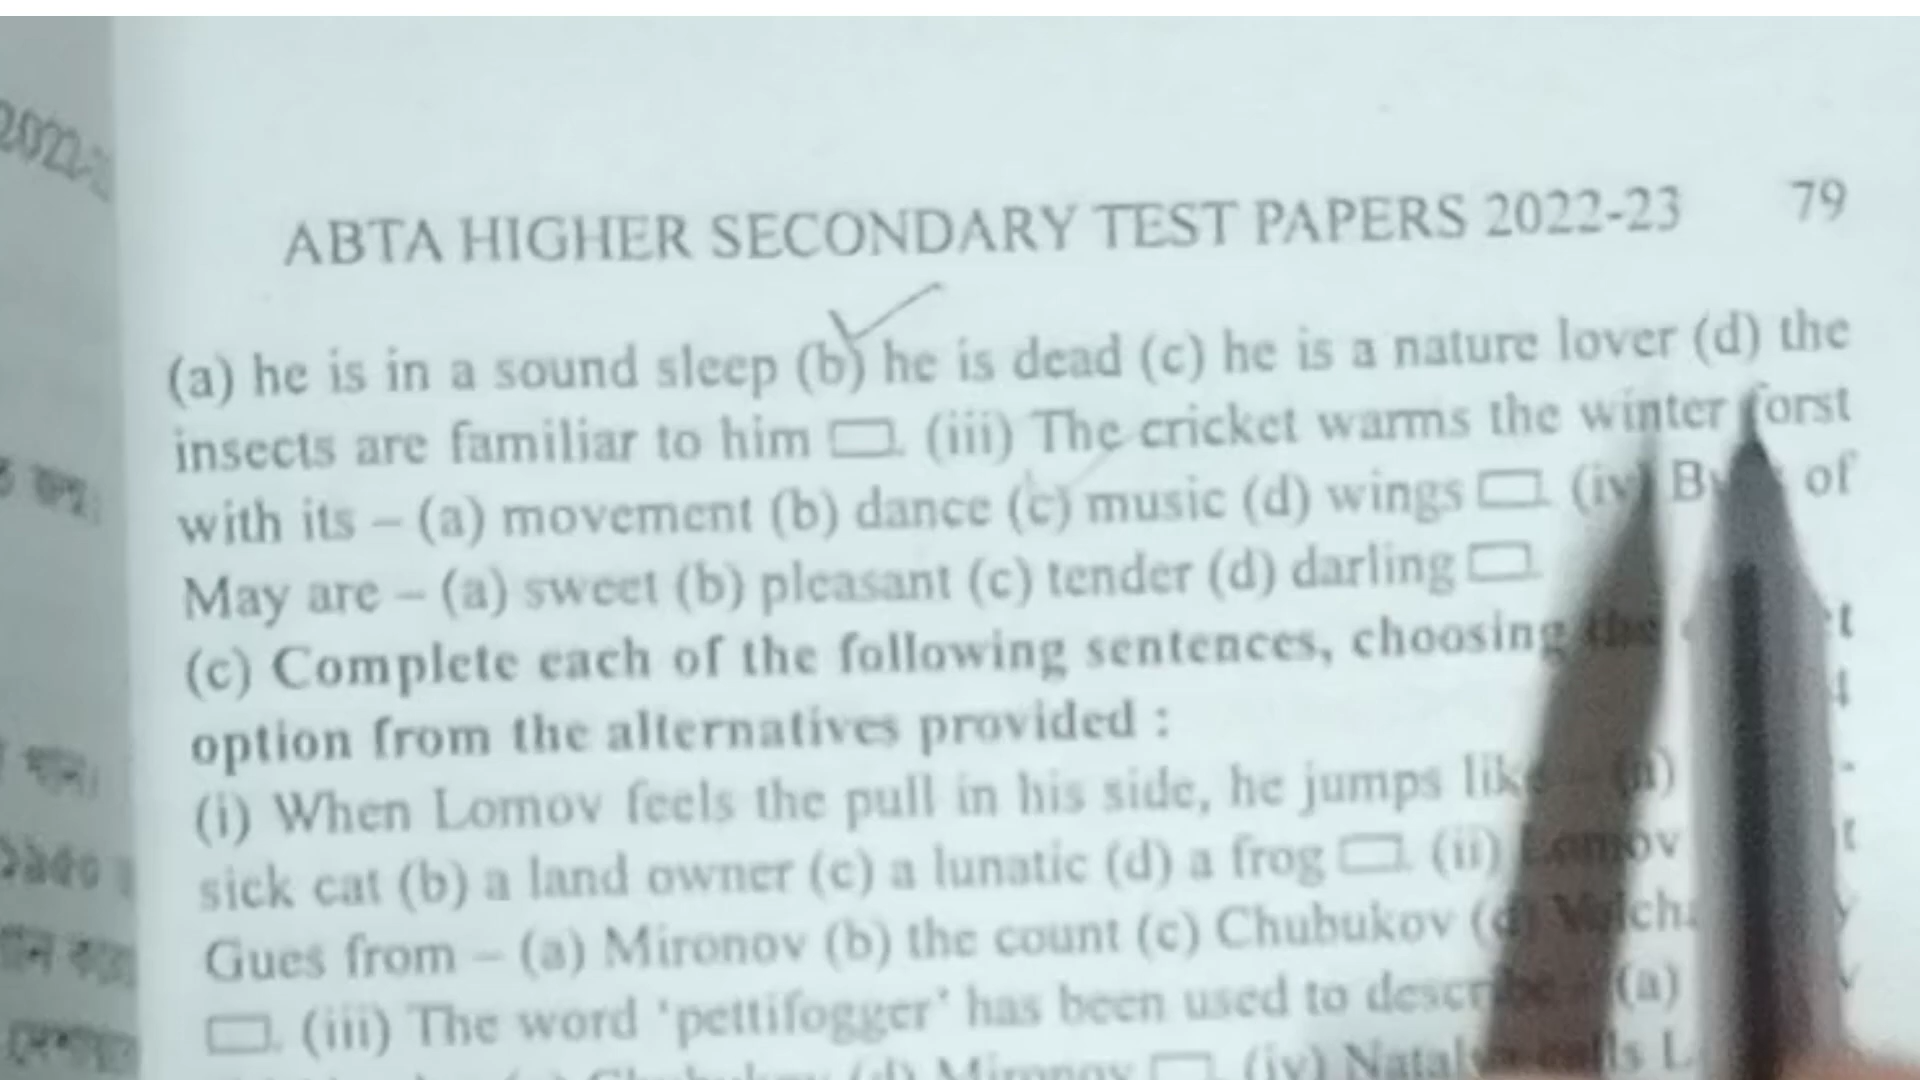 ABTA HIGHER SECONDARY TEST PAPERS 2022-23 79
(a) he is in a sound sleep (b) he is dead (c) he is a nature lover (d) the
insects are familiar to him (iii) The cricket warms the winter forst
with its – (a) movement (b) dance (c) music (d) wings (iv) of
May are – (a) sweet (b) pleasant (c) tender (d) darling
(c) Complete each of the following sentences, choosing the
option from the alternatives provided :
(i) When Lomov feels the pull in his side, he jumps (a)
sick cat (b) a land owner (c) a lunatic (d) a frog (ii) Lomov
Gues from – (a) Mironov (b) the count (c) Chubukov
(iii) The word ‘pettifogger’ has been used to (a)
Mironov (iv)